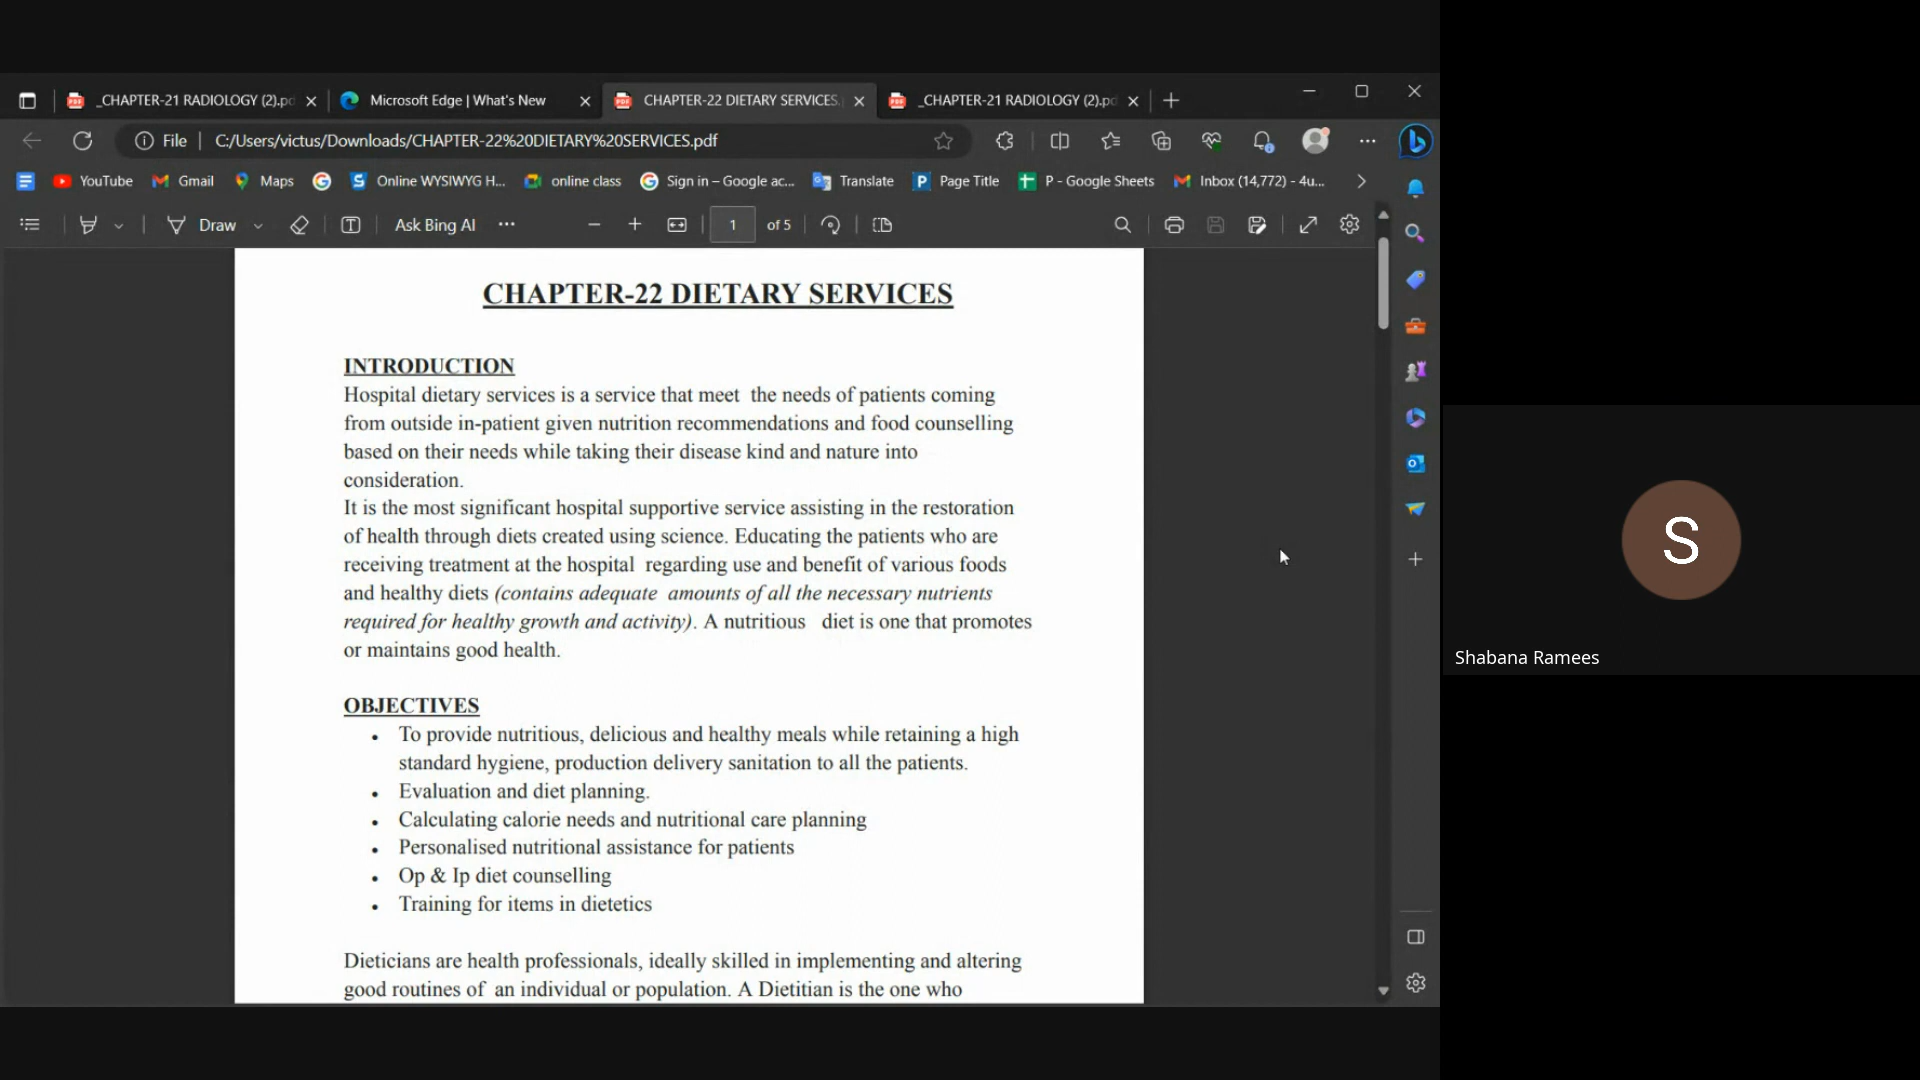 _CHAPTER-21 RADIOLOGY (2).pd
Microsoft Edge | What's New
CHAPTER-22 DIETARY SERVICES.
_CHAPTER-21 RADIOLOGY (2).pd
File
C:/Users/victus/Downloads/CHAPTER-22%20DIETARY%20SERVICES.pdf
YouTube
Gmail
Maps
Online WYSIWYG H...
online class
Sign in – Google ac...
Translate
Page Title
P - Google Sheets
Inbox (14,772) - 4u...
Draw
Ask Bing AI
1
of 5
CHAPTER-22 DIETARY SERVICES
INTRODUCTION
Hospital dietary services is a service that meet the needs of patients coming
from outside in-patient given nutrition recommendations and food counselling
based on their needs while taking their disease kind and nature into
consideration.
It is the most significant hospital supportive service assisting in the restoration
of health through diets created using science. Educating the patients who are
receiving treatment at the hospital regarding use and benefit of various foods
and healthy diets (contains adequate amounts of all the necessary nutrients
required for healthy growth and activity). A nutritious diet is one that promotes
or maintains good health.
OBJECTIVES
• To provide nutritious, delicious and healthy meals while retaining a high
standard hygiene, production delivery sanitation to all the patients.
• Evaluation and diet planning.
• Calculating calorie needs and nutritional care planning
• Personalised nutritional assistance for patients
• Op & Ip diet counselling
• Training for items in dietetics
Dieticians are health professionals, ideally skilled in implementing and altering
good routines of an individual or population. A Dietitian is the one who
S
Shabana Ramees